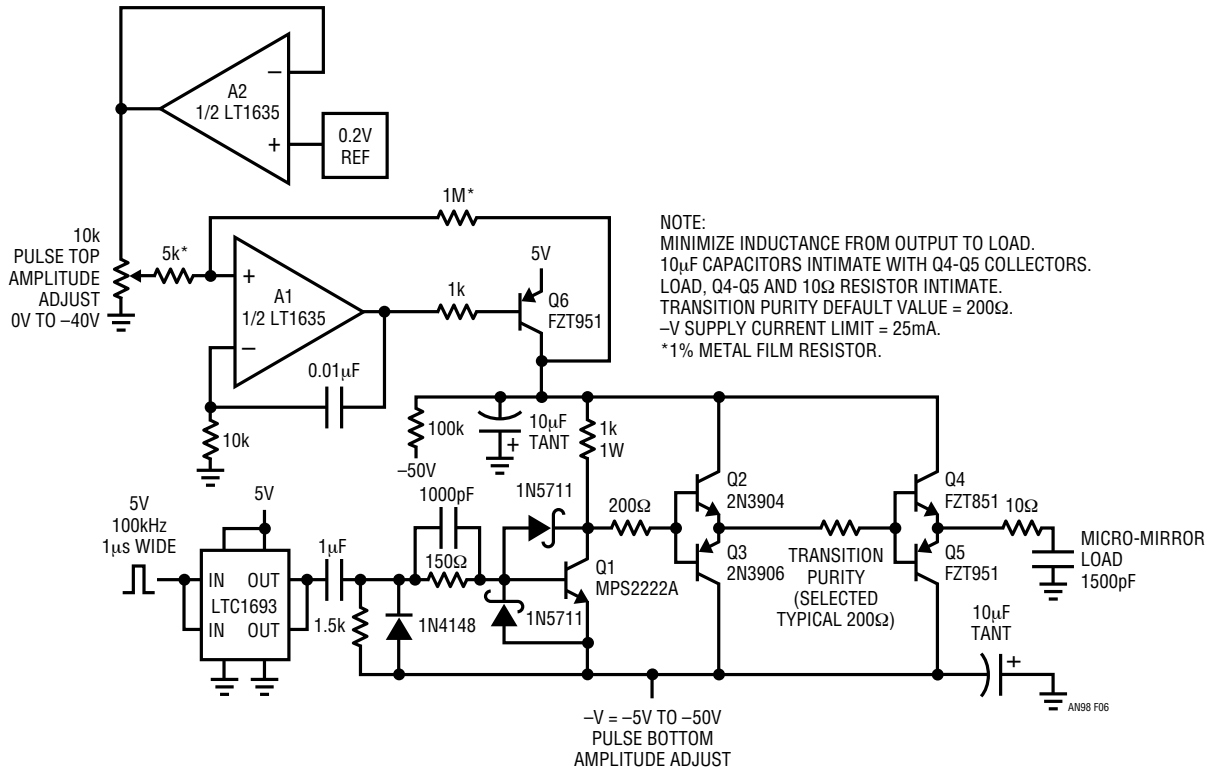 A2
1/2 LT1635
−
+
0.2V
REF
1M*
10k
PULSE TOP
AMPLITUDE
ADJUST
0V TO –40V
5k*
+
A1
1/2 LT1635
−
1k
5V
Q6
FZT951
NOTE:
MINIMIZE INDUCTANCE FROM OUTPUT TO LOAD.
10µF CAPACITORS INTIMATE WITH Q4-Q5 COLLECTORS.
LOAD, Q4-Q5 AND 10Ω RESISTOR INTIMATE.
TRANSITION PURITY DEFAULT VALUE = 200Ω.
–V SUPPLY CURRENT LIMIT = 25mA.
*1% METAL FILM RESISTOR.
0.01µF
10k
100k
–50V
10µF
TANT
+
1k
1W
5V
100kHz
1µs WIDE
5V
IN OUT
LTC1693
IN OUT
1µF
1.5k
1N4148
1000pF
150Ω
1N5711
1N5711
Q1
MPS2222A
200Ω
Q2
2N3904
Q3
2N3906
TRANSITION
PURITY
(SELECTED
TYPICAL 200Ω)
Q4
FZT851
Q5
FZT951
10Ω
MICRO-MIRROR
LOAD
1500pF
10µF
TANT
+
AN98 F06
–V = –5V TO –50V
PULSE BOTTOM
AMPLITUDE ADJUST